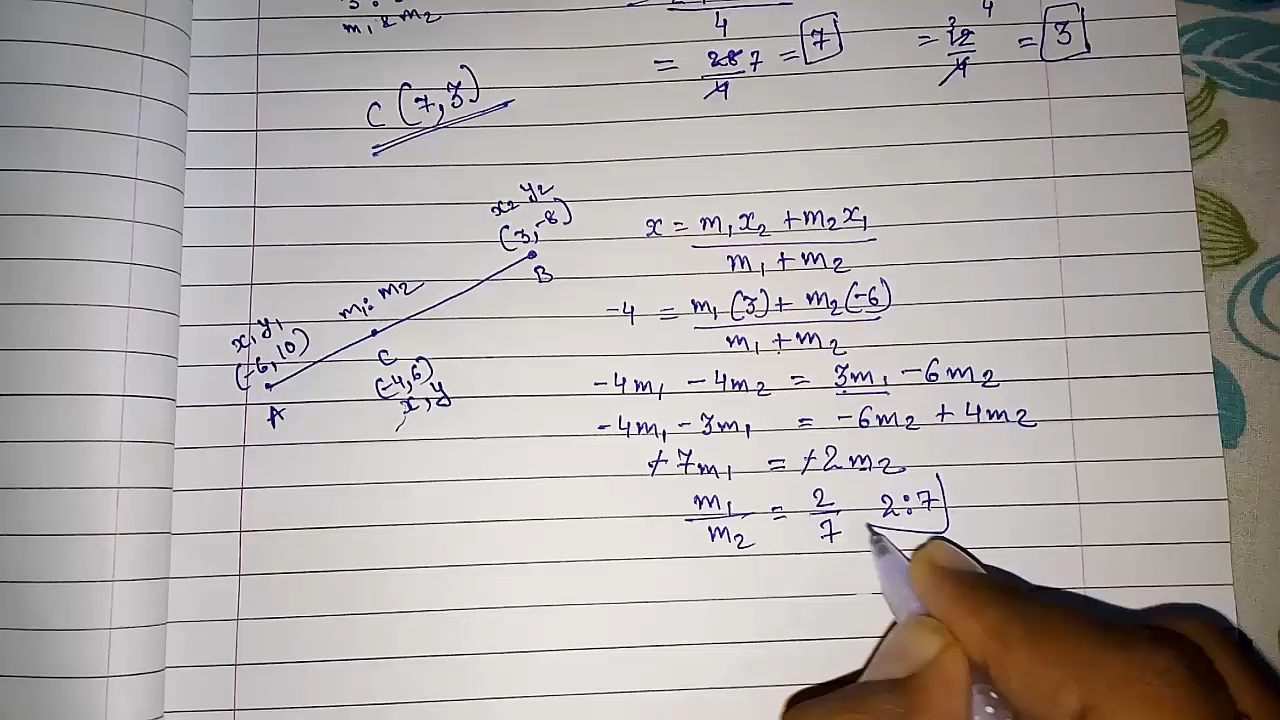 m1 & m2
4
4
= 28 7 / 4 = 7
= 12 3 / 4 = 3
C (7,3)
x2 y2
(3,-8)
B
m1 : m2
x1 y1
(-6,10)
A
C
(-4,6)
x, y
x = m1x2 + m2x1 / m1 + m2
-4 = m1(3) + m2(-6) / m1 + m2
-4m1 - 4m2 = 3m1 - 6m2
-4m1 - 3m1 = -6m2 + 4m2
+7m1 = +2m2
m1 / m2 = 2 / 7 2:7